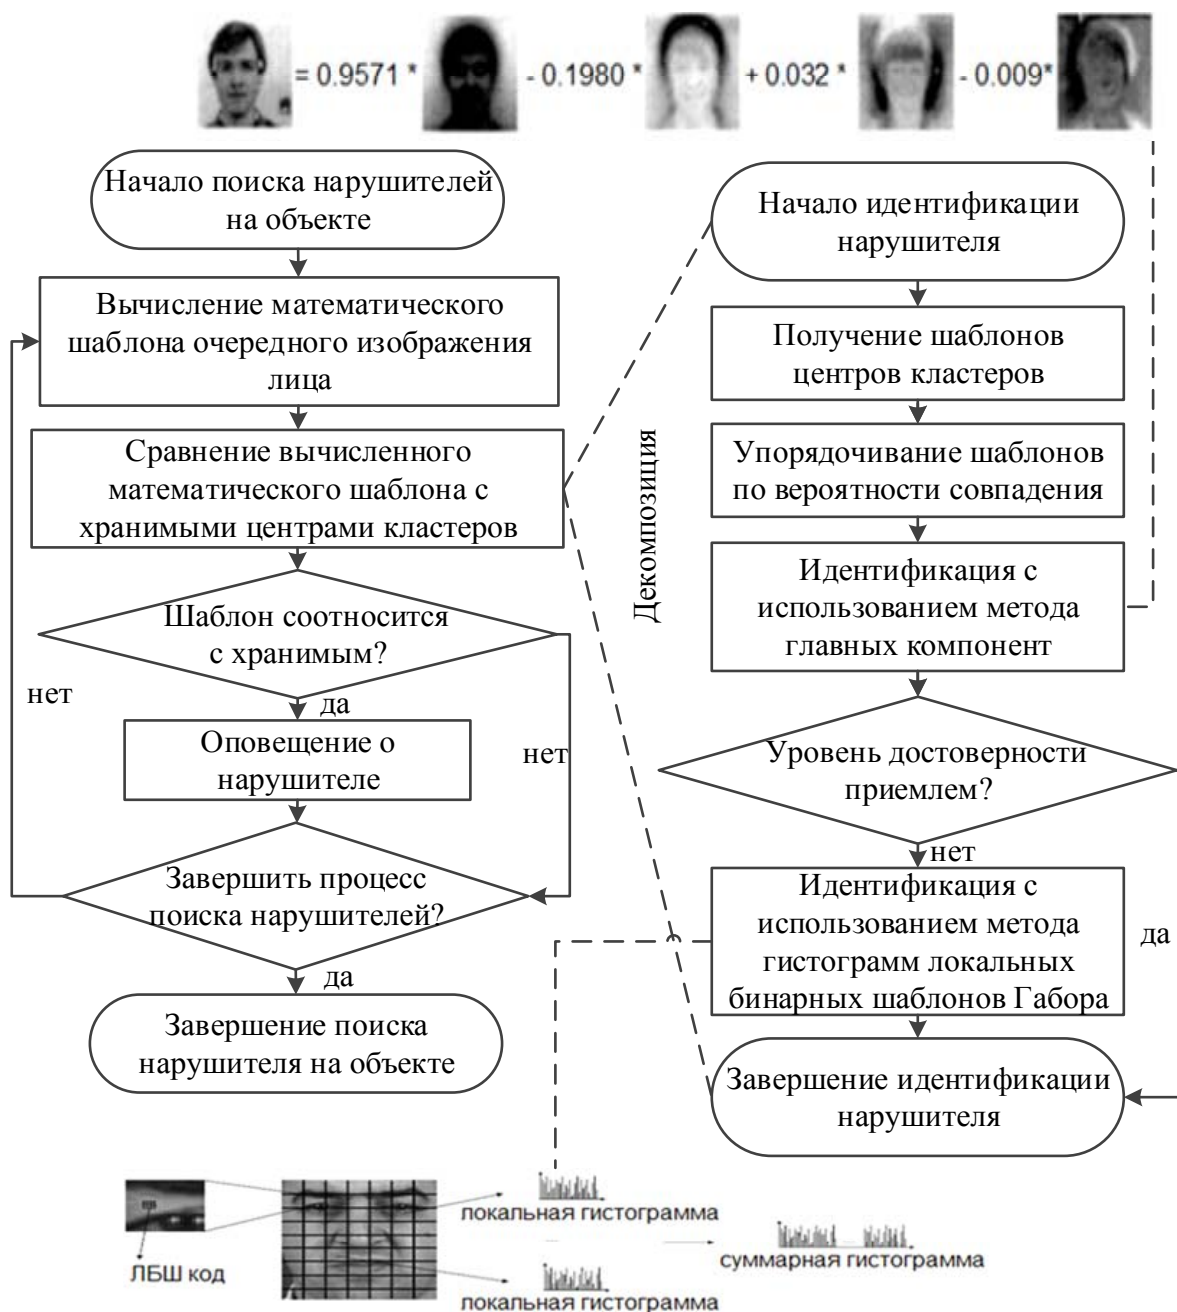 = 0.9571 * - 0.1980 * + 0.032 * - 0.009*
Начало поиска нарушителей
на объекте
Вычисление математического
шаблона очередного изображения
лица
Сравнение вычисленного
математического шаблона с
хранимыми центрами кластеров
Шаблон соотносится
с хранимым?
нет
да
Оповещение о
нарушителе
нет
Завершить процесс
поиска нарушителей?
да
Завершение поиска
нарушителя на объекте
Декомпозиция
Начало идентификации
нарушителя
Получение шаблонов
центров кластеров
Упорядочивание шаблонов
по вероятности совпадения
Идентификация с
использованием метода
главных компонент
Уровень достоверности
приемлем?
нет
Идентификация с
использованием метода
гистограмм локальных
бинарных шаблонов Габора
да
Завершение идентификации
нарушителя
ЛБШ код
локальная гистограмма
суммарная гистограмма
локальная гистограмма